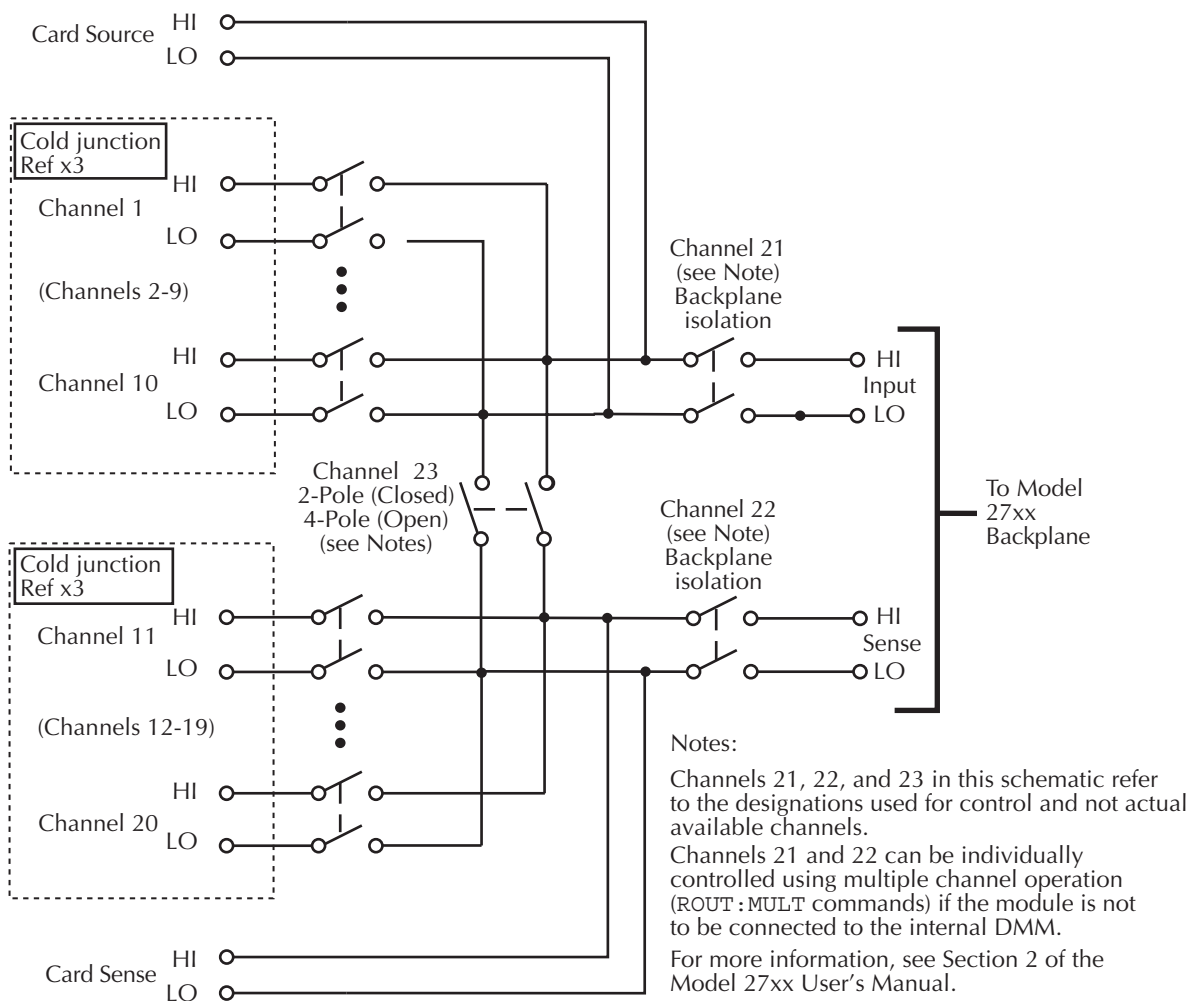 Card Source
HI
LO
Cold junction
Ref x3
HI
Channel 1
LO
(Channels 2-9)
HI
Channel 10
LO
Channel 21
(see Note)
Backplane
isolation
HI
Input
LO
Channel 23
2-Pole (Closed)
4-Pole (Open)
(see Notes)
Channel 22
(see Note)
Backplane
isolation
To Model
27xx
Backplane
Cold junction
Ref x3
HI
Channel 11
LO
HI
Sense
LO
(Channels 12-19)
HI
Channel 20
LO
Card Sense
HI
LO
Notes:
Channels 21, 22, and 23 in this schematic refer
to the designations used for control and not actual
available channels.
Channels 21 and 22 can be individually
controlled using multiple channel operation
(ROUT:MULT commands) if the module is not
to be connected to the internal DMM.
For more information, see Section 2 of the
Model 27xx User's Manual.